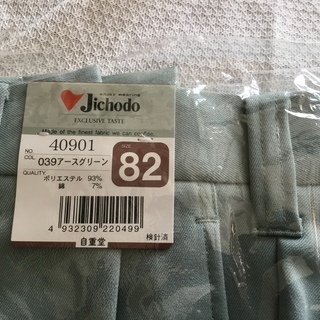 Jichodo
EXCLUSIVE TASTE
Made of the finest fabric we can profile.
NO. 40901
COL. 039アースグリーン
SIZE 82
QUALITY
ポリエステル 93%
綿 7%
4 932309 220499
検針済
自重堂